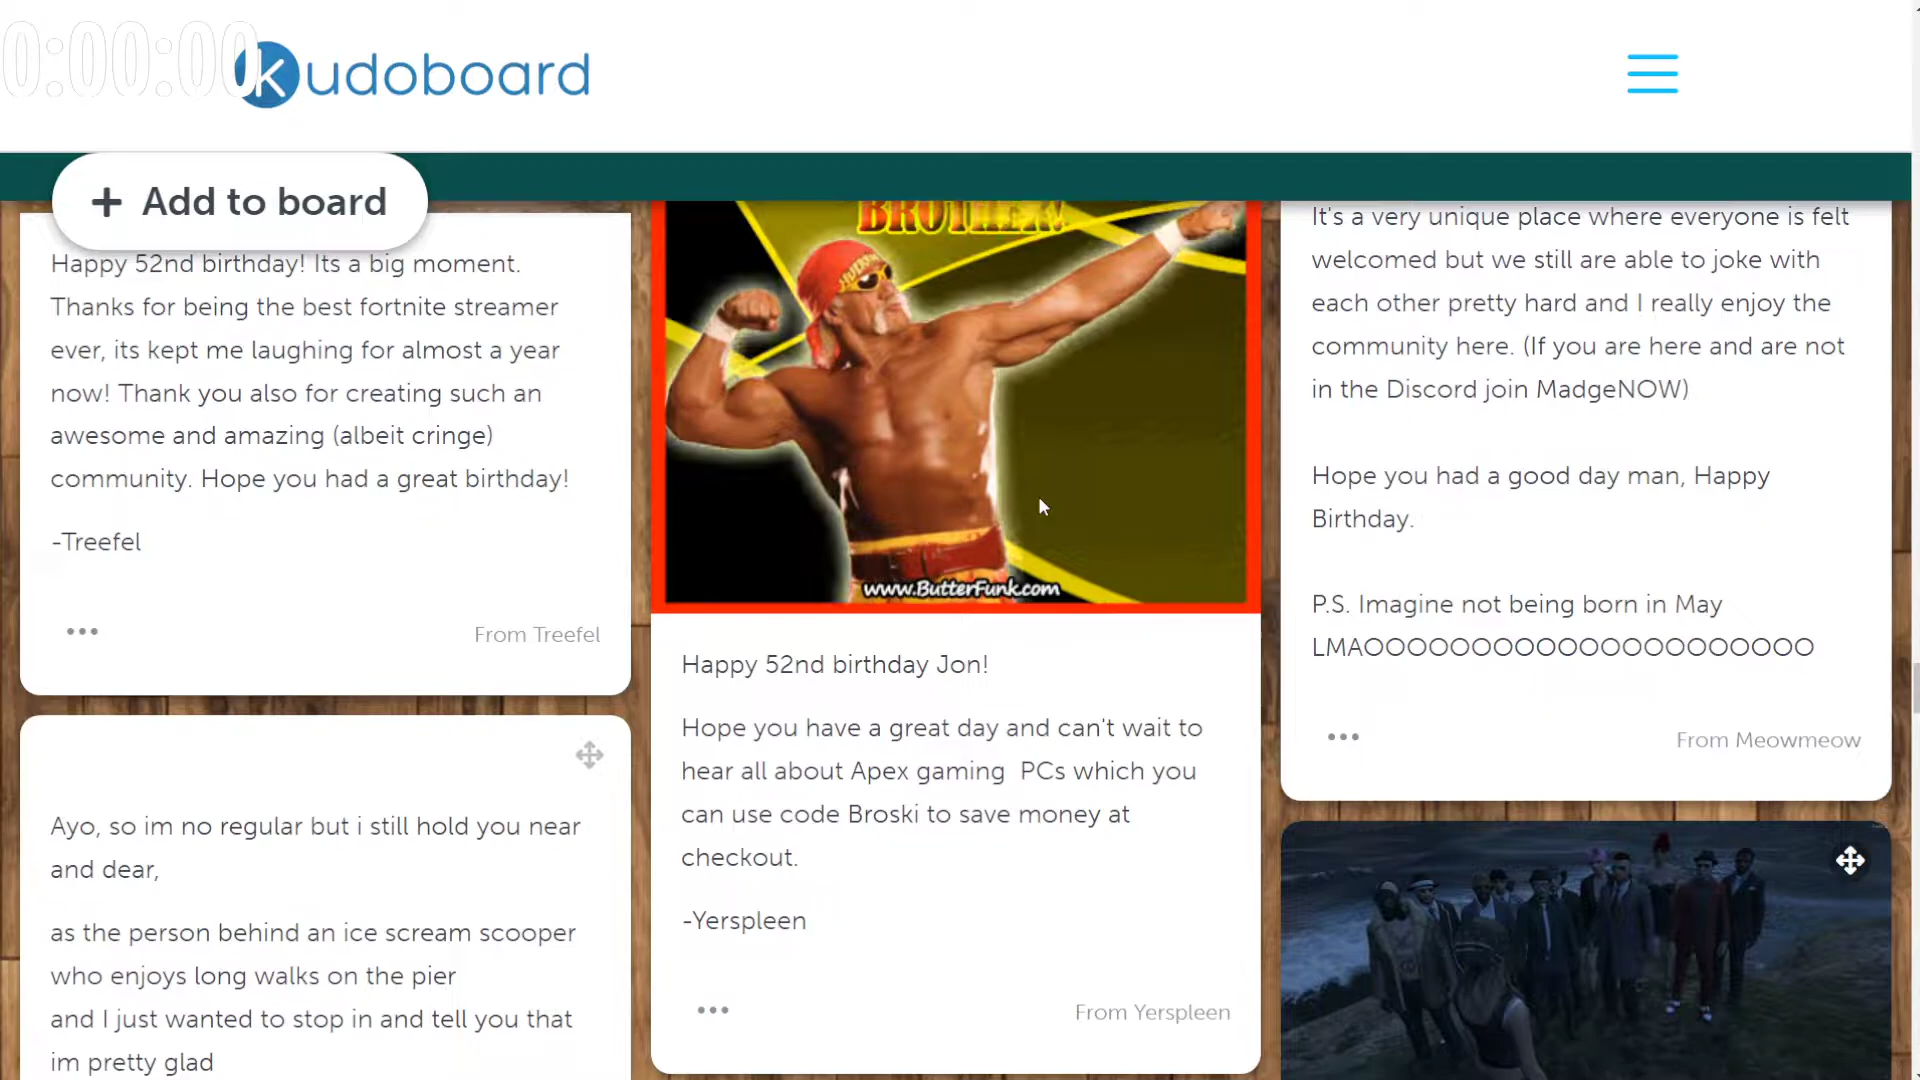 0:00:00
kudoboard
+ Add to board
Happy 52nd birthday! Its a big moment.
Thanks for being the best fortnite streamer
ever, its kept me laughing for almost a year
now! Thank you also for creating such an
awesome and amazing (albeit cringe)
community. Hope you had a great birthday!
-Treefel
From Treefel
Ayo, so im no regular but i still hold you near
and dear,
as the person behind an ice scream scooper
who enjoys long walks on the pier
and I just wanted to stop in and tell you that
im pretty glad
BROTHER!
www.ButterFunk.com
Happy 52nd birthday Jon!
Hope you have a great day and can't wait to
hear all about Apex gaming PCs which you
can use code Broski to save money at
checkout.
-Yerspleen
From Yerspleen
It's a very unique place where everyone is felt
welcomed but we still are able to joke with
each other pretty hard and I really enjoy the
community here. (If you are here and are not
in the Discord join MadgeNOW)
Hope you had a good day man, Happy
Birthday.
P.S. Imagine not being born in May
LMAOOOOOOOOOOOOOOOOOOOOO
From Meowmeow